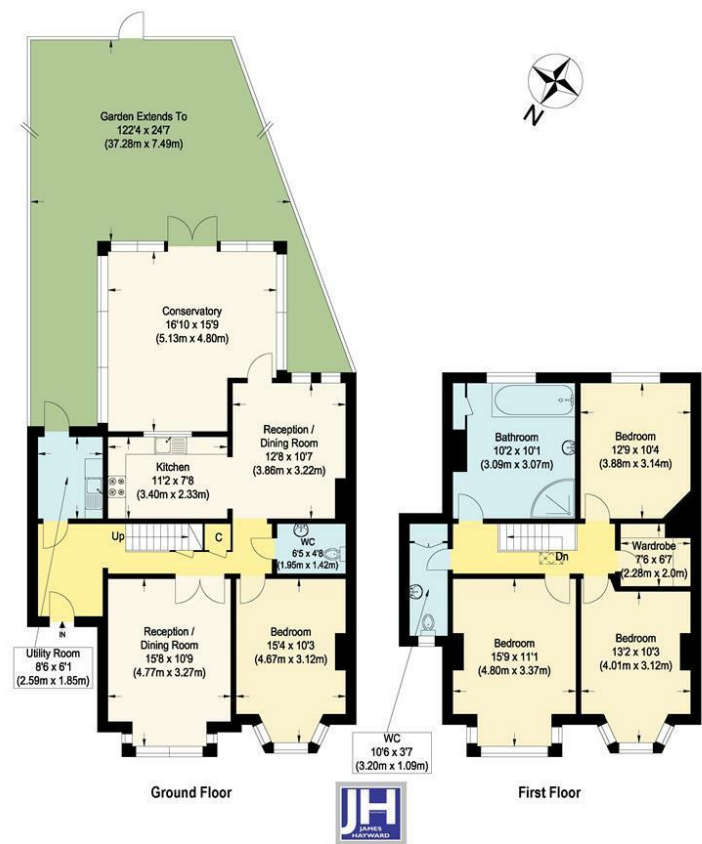 Garden Extends To
122'4 x 24'7
(37.28m x 7.49m)
N
Conservatory
16'10 x 15'9
(5.13m x 4.80m)
Reception /
Dining Room
12'8 x 10'7
(3.86m x 3.22m)
Kitchen
11'2 x 7'8
(3.40m x 2.33m)
Up
C
WC
6'5 x 4'8
(1.95m x 1.42m)
IN
Utility Room
8'6 x 6'1
(2.59m x 1.85m)
Reception /
Dining Room
15'8 x 10'9
(4.77m x 3.27m)
Bedroom
15'4 x 10'3
(4.67m x 3.12m)
Ground Floor
Bathroom
10'2 x 10'1
(3.09m x 3.07m)
Bedroom
12'9 x 10'4
(3.88m x 3.14m)
Dn
Wardrobe
7'6 x 6'7
(2.28m x 2.0m)
Bedroom
15'9 x 11'1
(4.80m x 3.37m)
Bedroom
13'2 x 10'3
(4.01m x 3.12m)
WC
10'6 x 3'7
(3.20m x 1.09m)
First Floor
JH
JAMES
HAYWARD